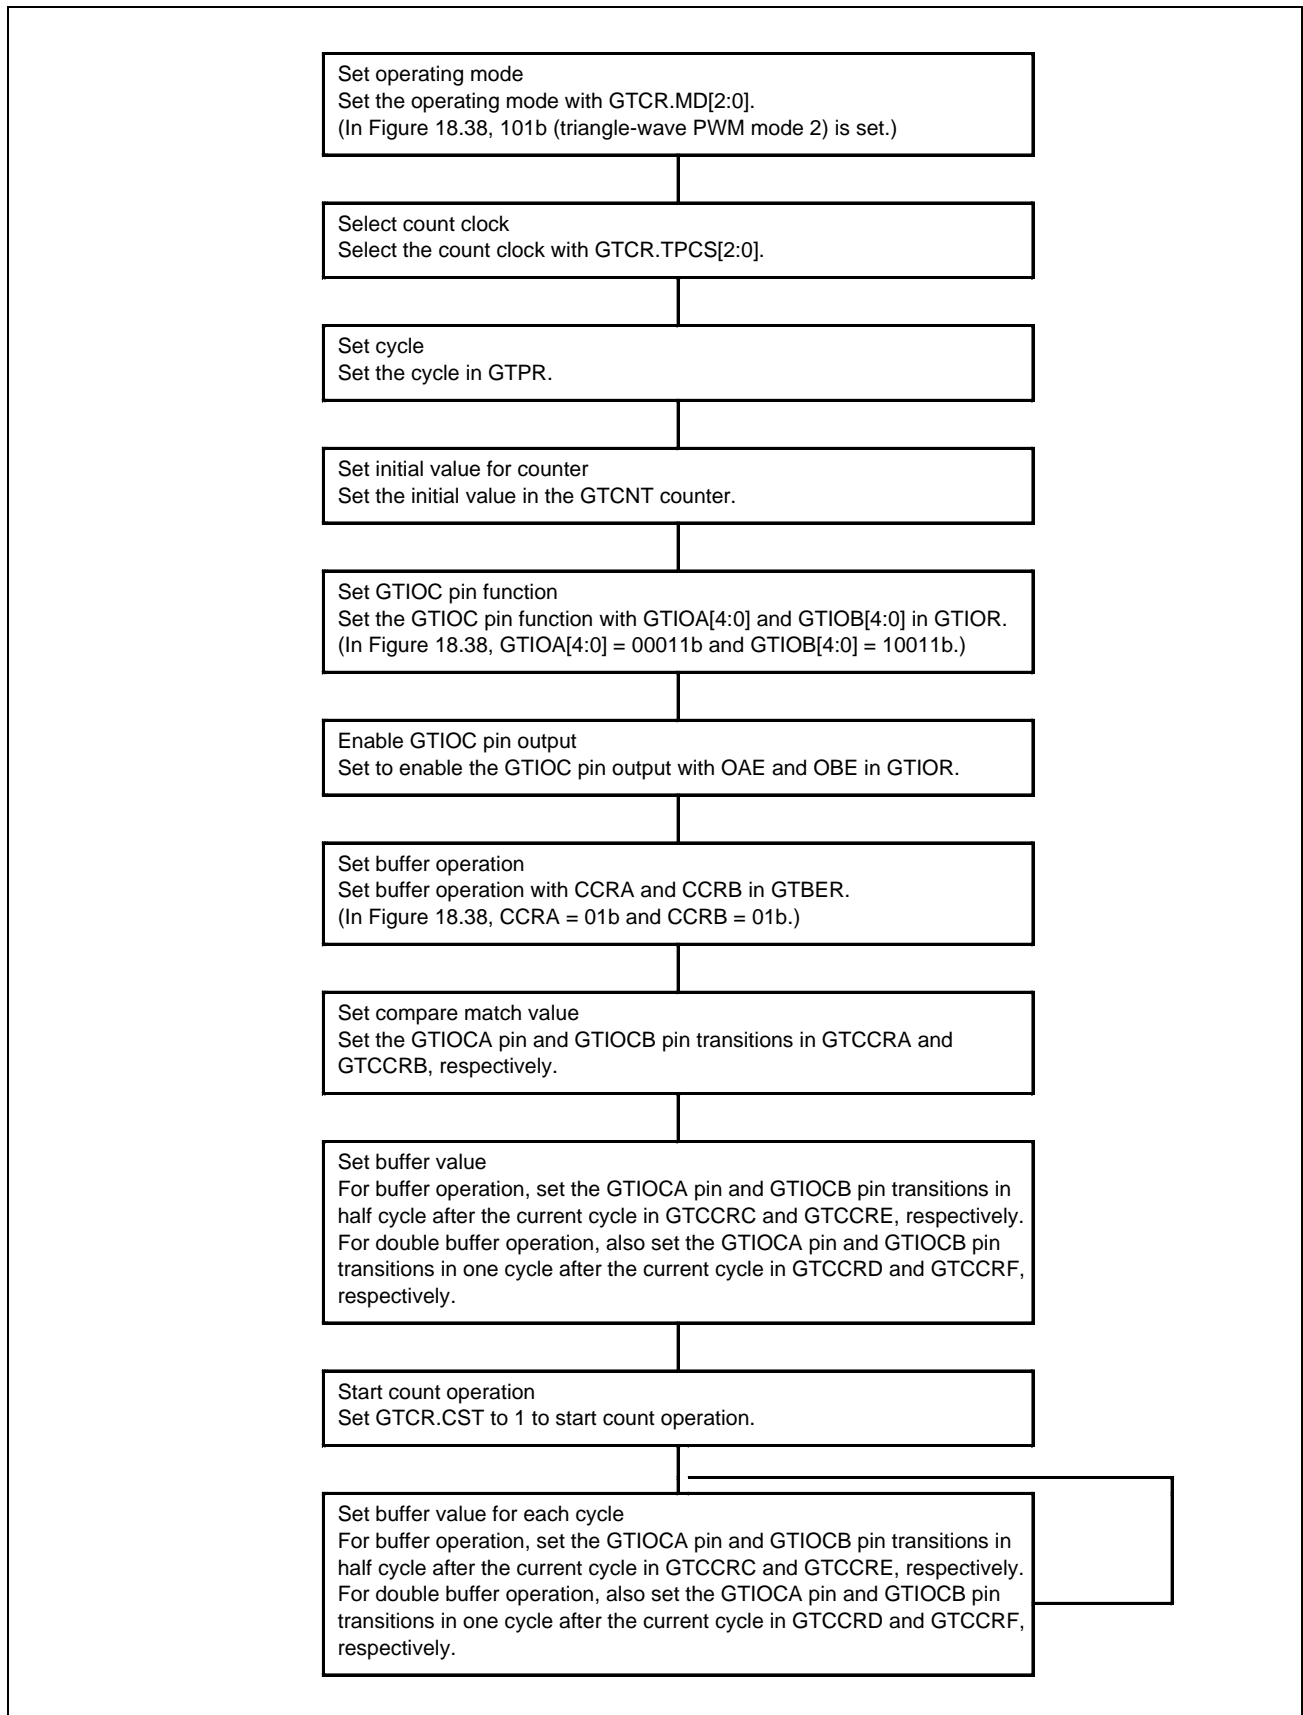 Set operating mode
Set the operating mode with GTCR.MD[2:0].
(In Figure 18.38, 101b (triangle-wave PWM mode 2) is set.)
Select count clock
Select the count clock with GTCR.TPCS[2:0].
Set cycle
Set the cycle in GTPR.
Set initial value for counter
Set the initial value in the GTCNT counter.
Set GTIOC pin function
Set the GTIOC pin function with GTIOA[4:0] and GTIOB[4:0] in GTIOR.
(In Figure 18.38, GTIOA[4:0] = 00011b and GTIOB[4:0] = 10011b.)
Enable GTIOC pin output
Set to enable the GTIOC pin output with OAE and OBE in GTIOR.
Set buffer operation
Set buffer operation with CCRA and CCRB in GTBER.
(In Figure 18.38, CCRA = 01b and CCRB = 01b.)
Set compare match value
Set the GTIOCA pin and GTIOCB pin transitions in GTCCRA and
GTCCRB, respectively.
Set buffer value
For buffer operation, set the GTIOCA pin and GTIOCB pin transitions in
half cycle after the current cycle in GTCCRC and GTCCRE, respectively.
For double buffer operation, also set the GTIOCA pin and GTIOCB pin
transitions in one cycle after the current cycle in GTCCRD and GTCCRF,
respectively.
Start count operation
Set GTCR.CST to 1 to start count operation.
Set buffer value for each cycle
For buffer operation, set the GTIOCA pin and GTIOCB pin transitions in
half cycle after the current cycle in GTCCRC and GTCCRE, respectively.
For double buffer operation, also set the GTIOCA pin and GTIOCB pin
transitions in one cycle after the current cycle in GTCCRD and GTCCRF,
respectively.